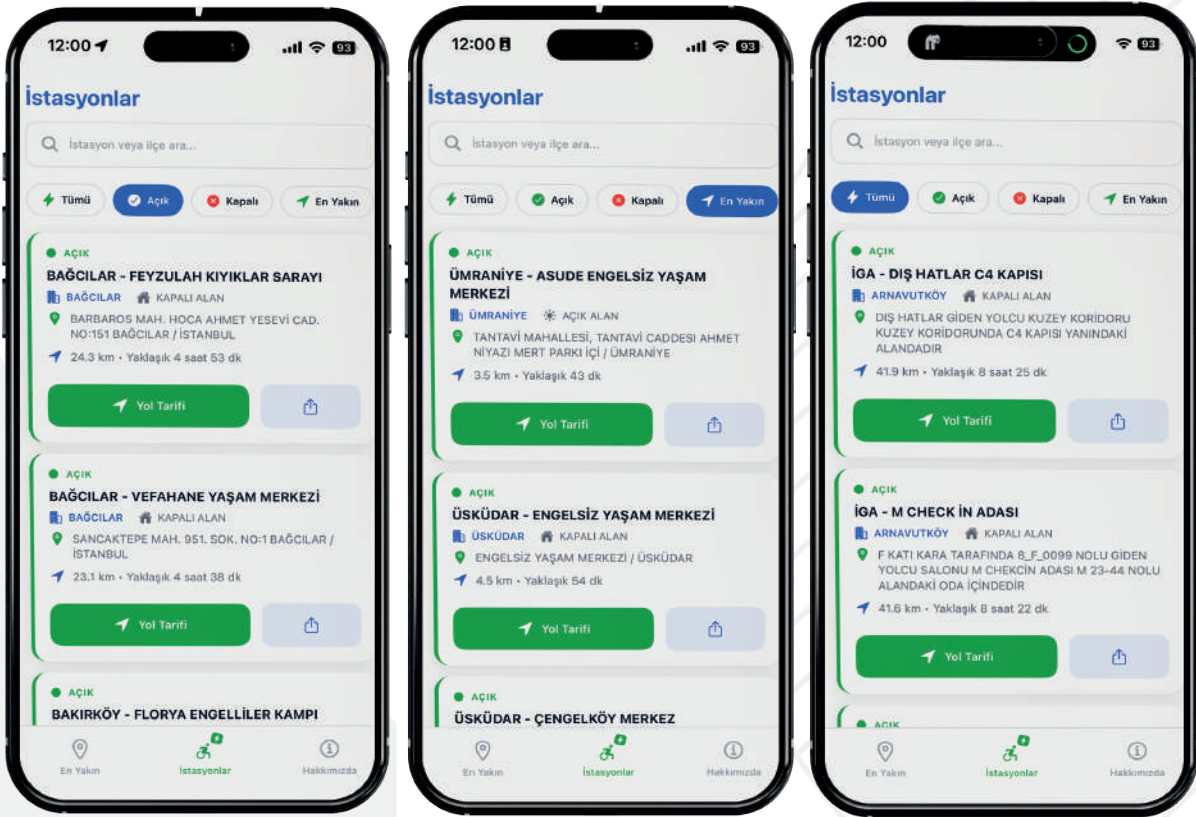 12:00
93
İstasyonlar
İstasyon veya ilçe ara...
Tümü Açık Kapalı En Yakın
AÇIK
BAĞCILAR - FEYZULAH KIYIKLAR SARAYI
BAĞCILAR KAPALI ALAN
BARBAROS MAH. HOCA AHMET YESEVİ CAD.
NO:151 BAĞCILAR / İSTANBUL
24.3 km • Yaklaşık 4 saat 53 dk
Yol Tarifi
AÇIK
BAĞCILAR - VEFAHANE YAŞAM MERKEZİ
BAĞCILAR KAPALI ALAN
SANCAKTEPE MAH. 951. SOK. NO:1 BAĞCILAR /
İSTANBUL
23.1 km • Yaklaşık 4 saat 38 dk
Yol Tarifi
AÇIK
BAKIRKÖY - FLORYA ENGELLİLER KAMPI
En Yakın İstasyonlar Hakkımızda
12:00
93
İstasyonlar
İstasyon veya ilçe ara...
Tümü Açık Kapalı En Yakın
AÇIK
ÜMRANİYE - ASUDE ENGELSİZ YAŞAM
MERKEZİ
ÜMRANİYE AÇIK ALAN
TANTAVİ MAHALLESİ, TANTAVİ CADDESI AHMET
NİYAZI MERT PARKI İÇİ / ÜMRANİYE
3.5 km • Yaklaşık 43 dk
Yol Tarifi
AÇIK
ÜSKÜDAR - ENGELSİZ YAŞAM MERKEZİ
ÜSKÜDAR KAPALI ALAN
ENGELSİZ YAŞAM MERKEZİ / ÜSKÜDAR
4.5 km • Yaklaşık 54 dk
Yol Tarifi
AÇIK
ÜSKÜDAR - ÇENGELKÖY MERKEZ
En Yakın İstasyonlar Hakkımızda
12:00
93
İstasyonlar
İstasyon veya ilçe ara...
Tümü Açık Kapalı En Yakın
AÇIK
İGA - DIŞ HATLAR C4 KAPISI
ARNAVUTKÖY KAPALI ALAN
DIŞ HATLAR GİDEN YOLCU KUZEY KORİDORU
KUZEY KORİDORUNDA C4 KAPISI YANINDAKİ
ALANDADIR
41.9 km • Yaklaşık 8 saat 25 dk
Yol Tarifi
AÇIK
İGA - M CHECK İN ADASI
ARNAVUTKÖY KAPALI ALAN
F KATI KARA TARAFINDA 8_F_0099 NOLU GİDEN
YOLCU SALONU M CHEKCİN ADASI M 23-44 NOLU
ALANDAKİ ODA İÇİNDEDİR
41.6 km • Yaklaşık 8 saat 22 dk
Yol Tarifi
AÇIK
En Yakın İstasyonlar Hakkımızda